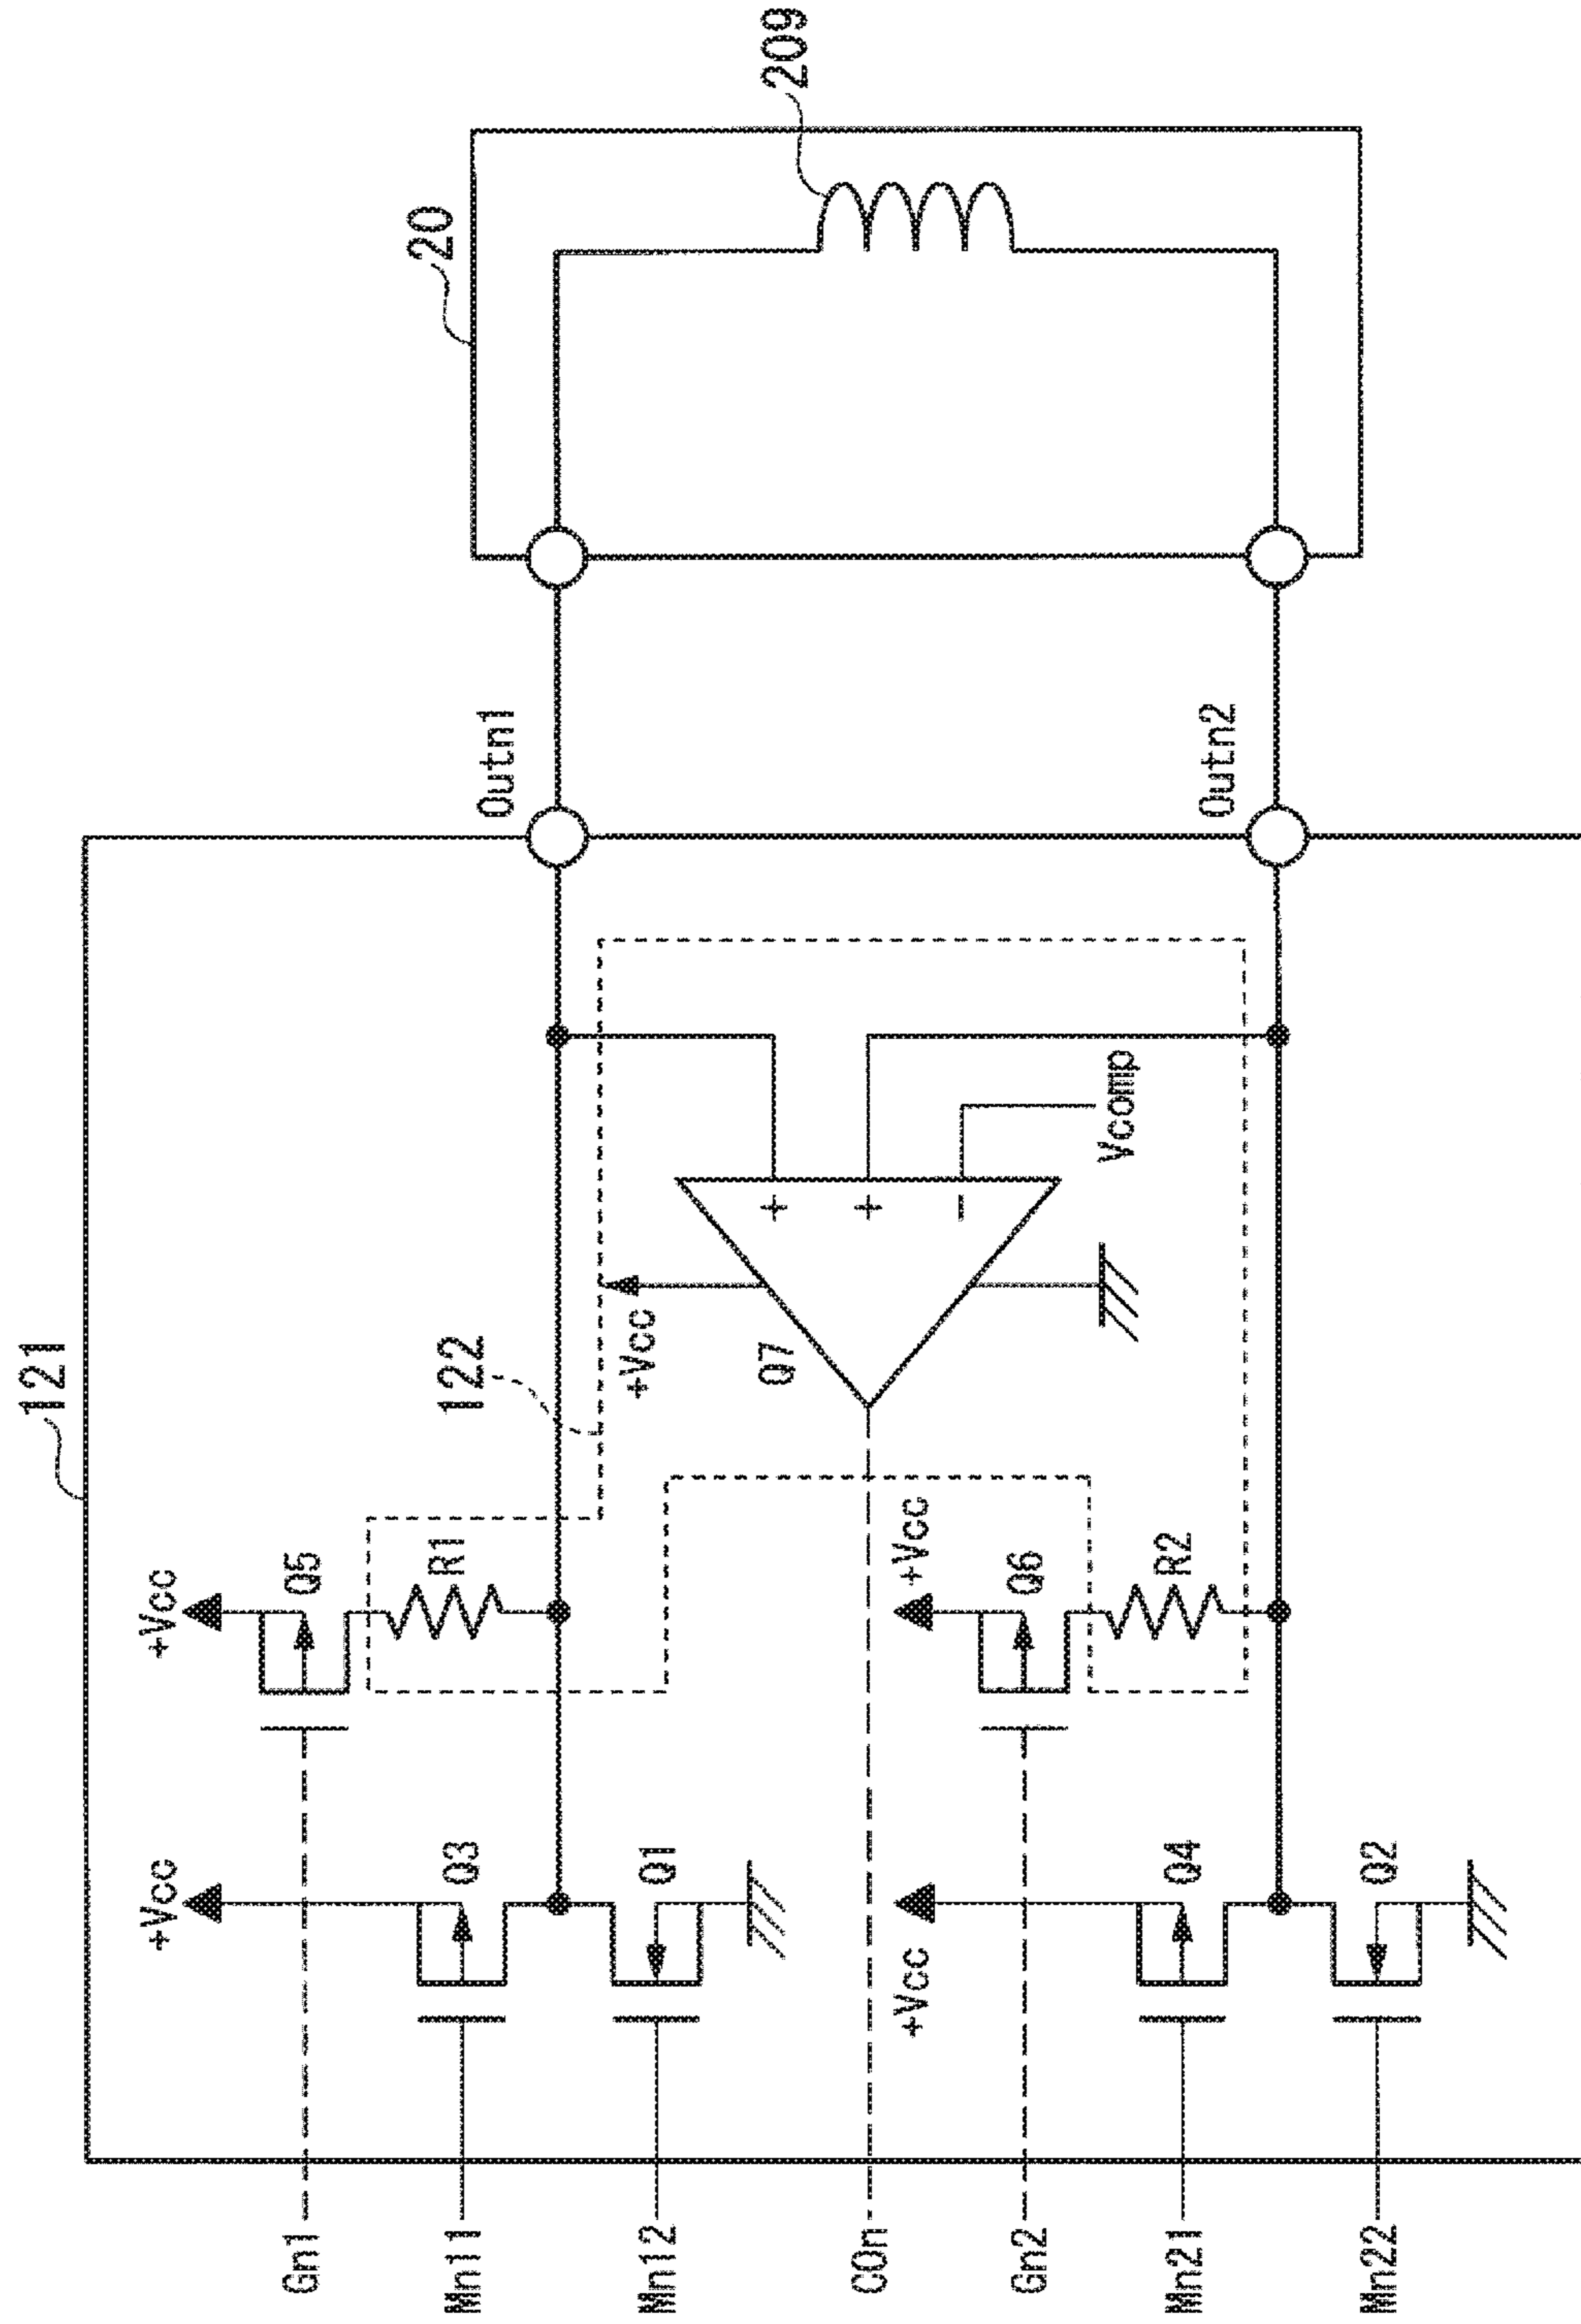 121
20
209
Outn1
Outn2
122
+Vcc
Q5
R1
+Vcc
Q3
Q1
+Vcc
Q7
+
+
-
Vcomp
+Vcc
Q6
R2
+Vcc
Q4
Q2
Gn1
Mn11
Mn12
COn
Gn2
Mn21
Mn22